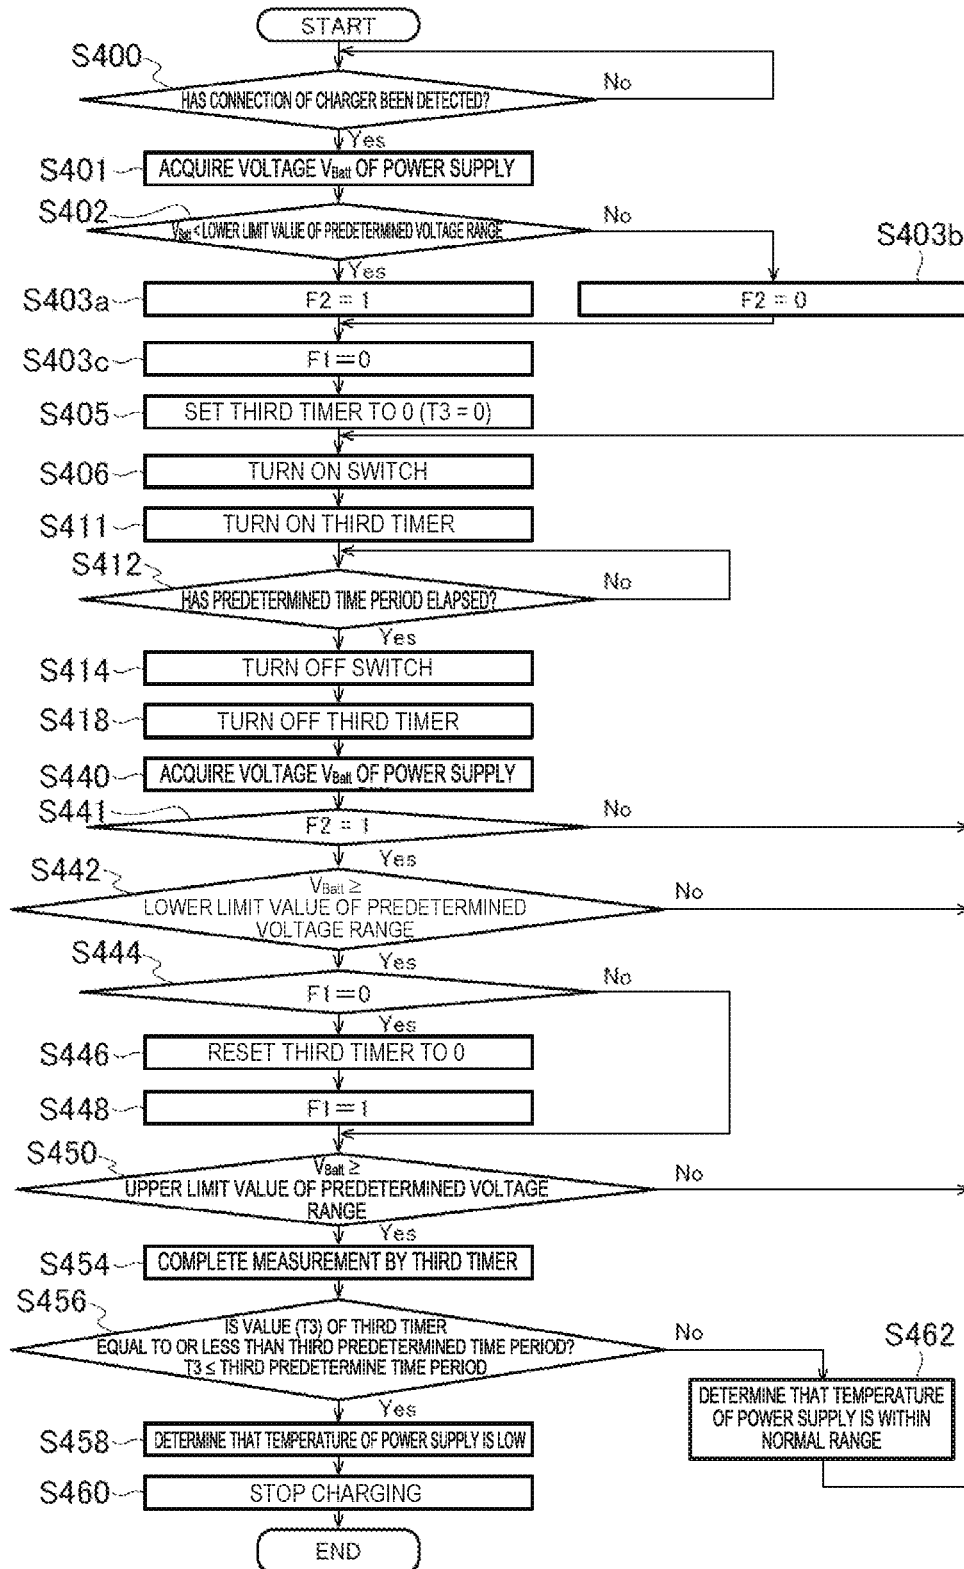 START
S400
HAS CONNECTION OF CHARGER BEEN DETECTED?
No
Yes
S401
ACQUIRE VOLTAGE VBatt OF POWER SUPPLY
S402
VBatt < LOWER LIMIT VALUE OF PREDETERMINED VOLTAGE RANGE
No
Yes
S403b
S403a
F2 = 1
F2 = 0
S403c
F1=0
S405
SET THIRD TIMER TO 0 (T3 = 0)
S406
TURN ON SWITCH
S411
TURN ON THIRD TIMER
S412
HAS PREDETERMINED TIME PERIOD ELAPSED?
No
Yes
S414
TURN OFF SWITCH
S418
TURN OFF THIRD TIMER
S440
ACQUIRE VOLTAGE VBatt OF POWER SUPPLY
S441
F2 = 1
No
Yes
S442
VBatt ≥
LOWER LIMIT VALUE OF PREDETERMINED
VOLTAGE RANGE
No
Yes
S444
F1=0
No
Yes
S446
RESET THIRD TIMER TO 0
S448
F1=1
S450
VBatt ≥
UPPER LIMIT VALUE OF PREDETERMINED VOLTAGE
RANGE
No
Yes
S454
COMPLETE MEASUREMENT BY THIRD TIMER
S456
IS VALUE (T3) OF THIRD TIMER
EQUAL TO OR LESS THAN THIRD PREDETERMINED TIME PERIOD?
T3 ≤ THIRD PREDETERMINE TIME PERIOD
No
Yes
S462
DETERMINE THAT TEMPERATURE
OF POWER SUPPLY IS WITHIN
NORMAL RANGE
S458
DETERMINE THAT TEMPERATURE OF POWER SUPPLY IS LOW
S460
STOP CHARGING
END